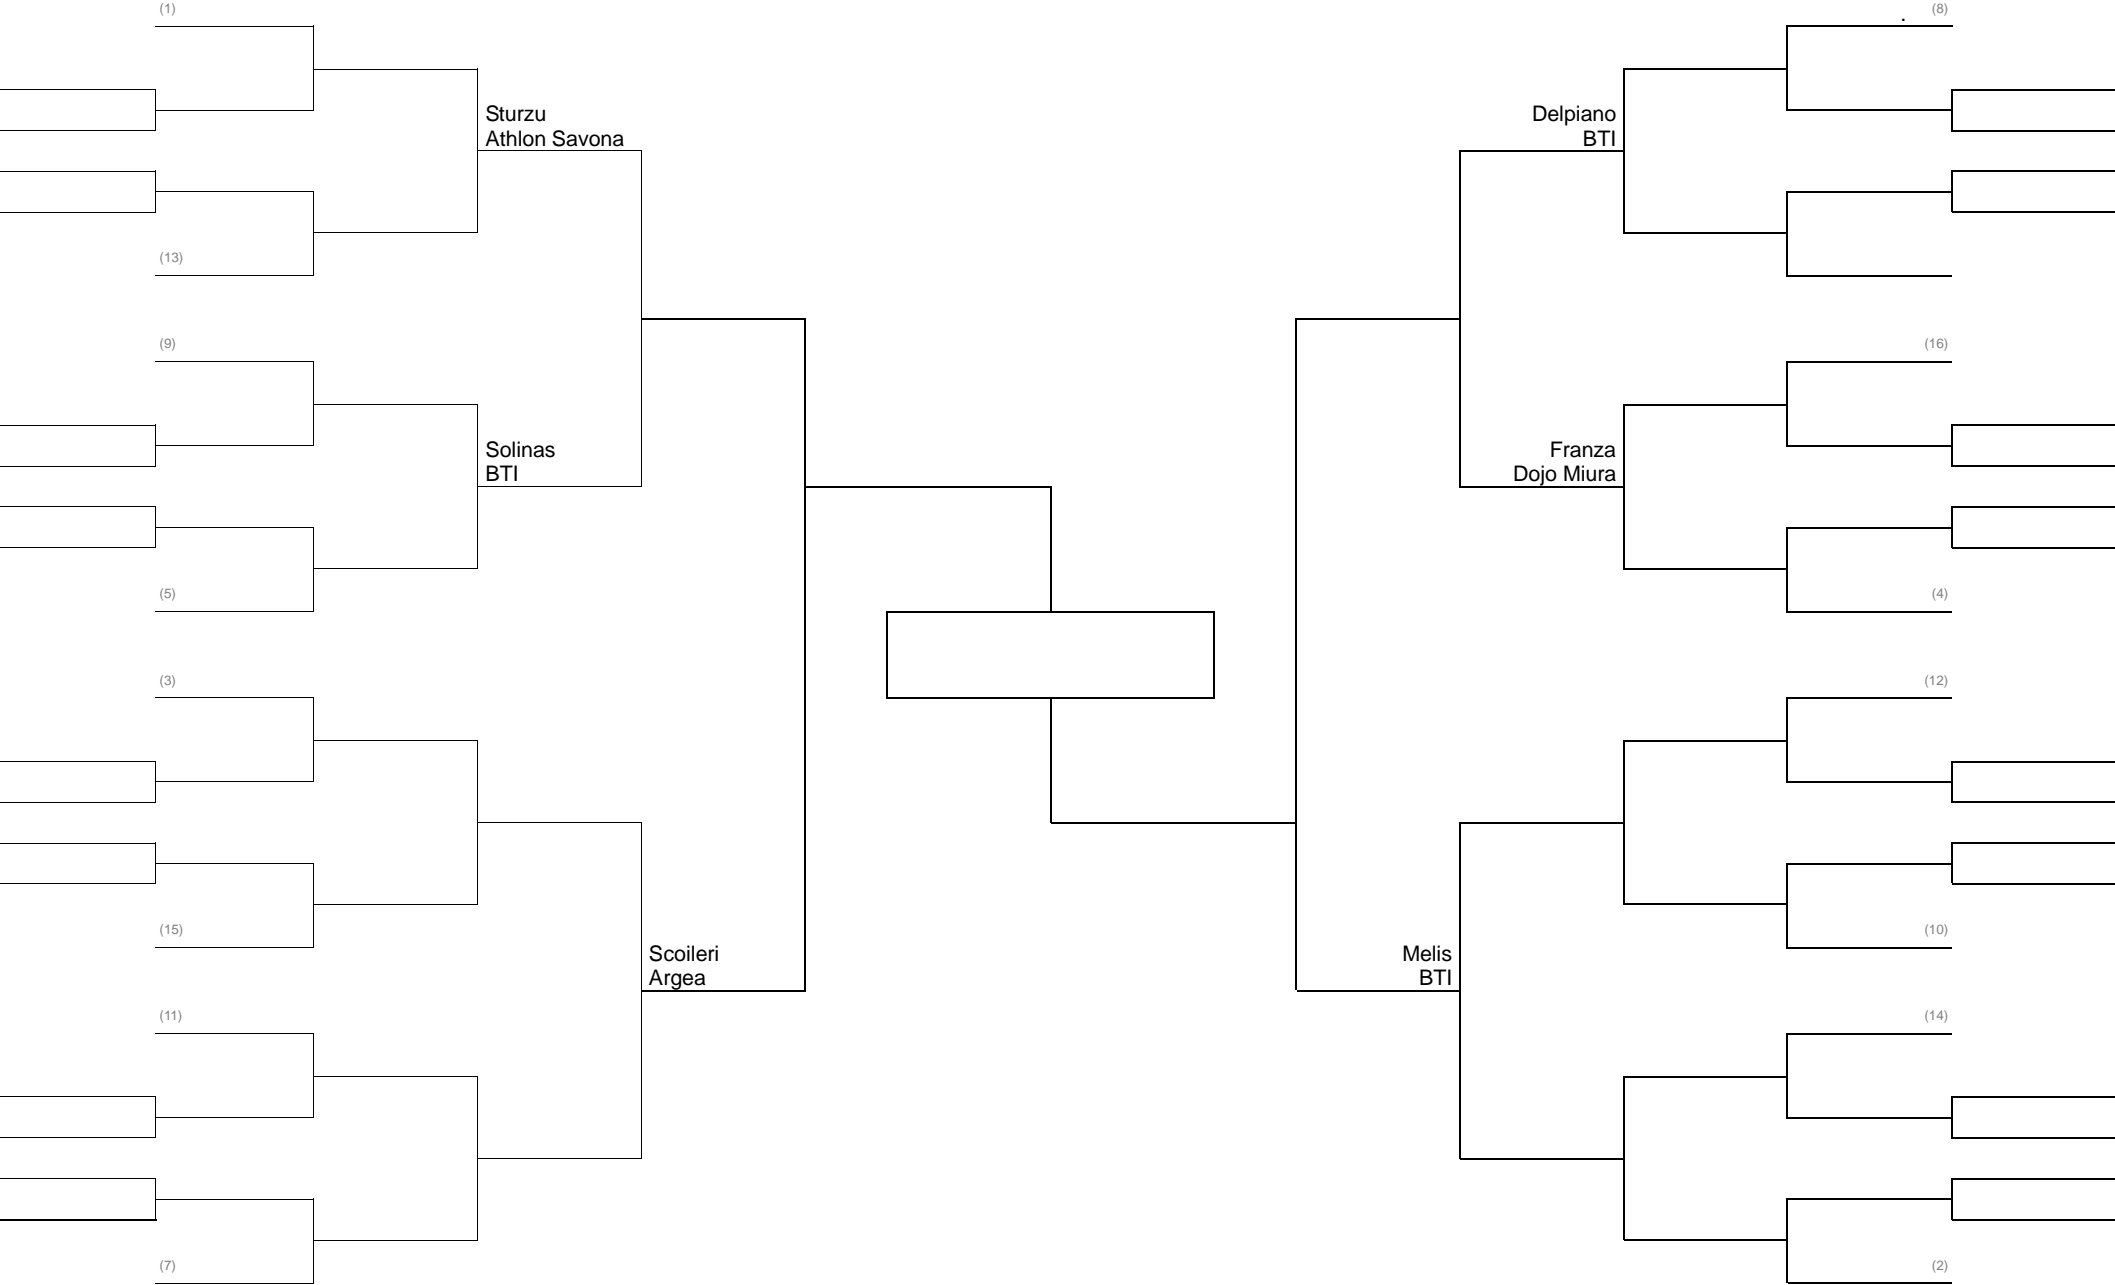 (1)
. (8)
Sturzu
Athlon Savona
Delpiano
BTI
(13)
(9)
(16)
Solinas
BTI
Franza
Dojo Miura
(5)
(4)
(3)
(12)
(15)
(10)
Scoileri
Argea
Melis
BTI
(11)
(14)
(7)
(2)